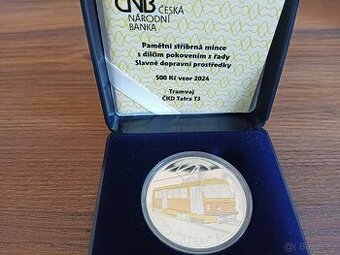 ČNB ČESKÁ
NÁRODNÍ
BANKA
Pamětní stříbrná mince
s dílčím pokovením z řady
Slavné dopravní prostředky
500 Kč vzor 2024
Tramvaj
ČKD Tatra T3